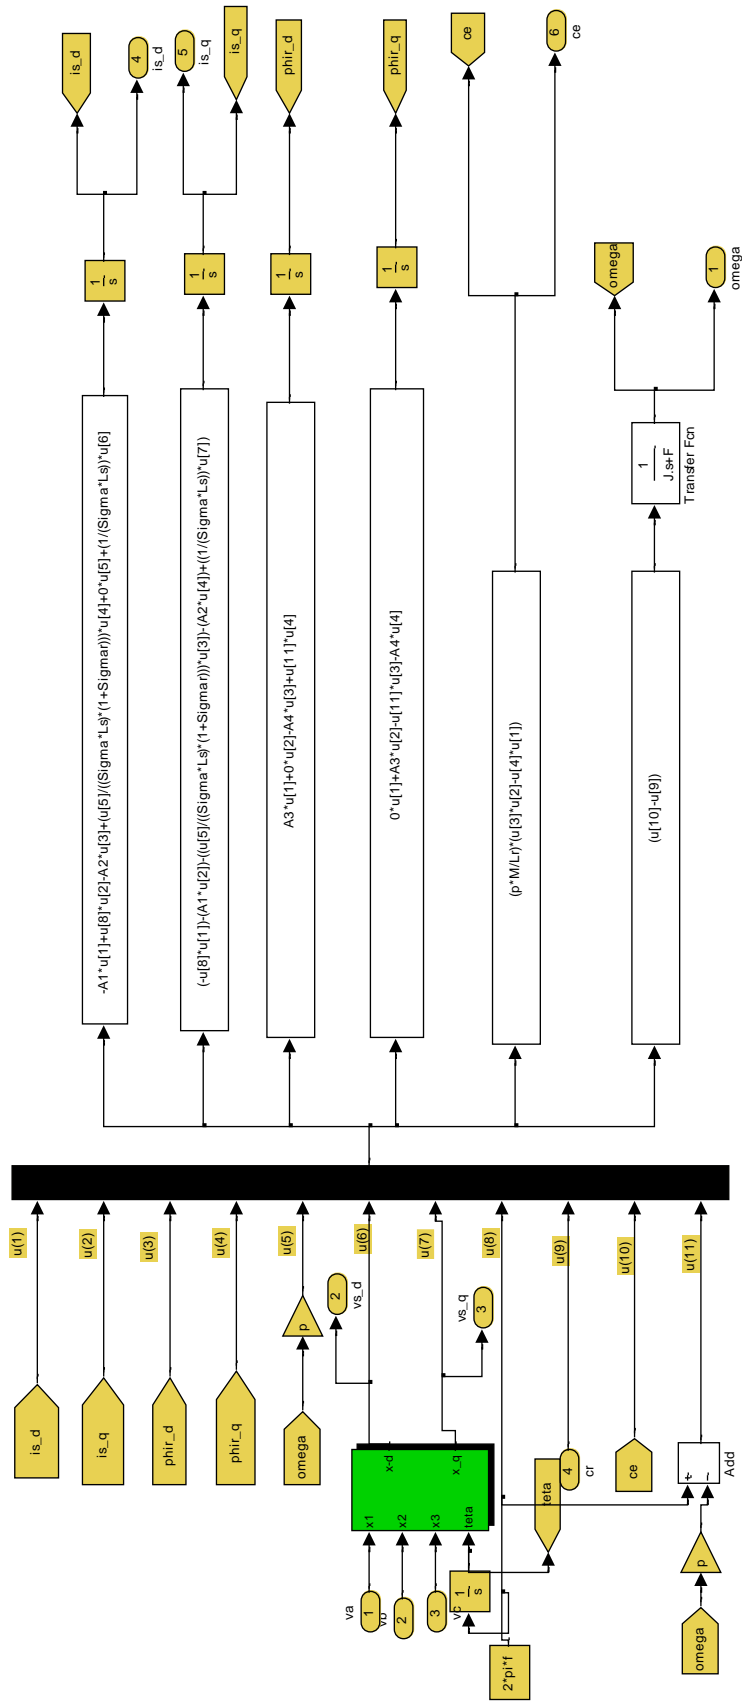 is_d
u(1)
-A1*u[1]+u[8]*u[2]-A2*u[3]+(u[5]/((Sigma*Ls)*(1+Sigmar)))*u[4]+0*u[5]+(1/(Sigma*Ls))*u[6]
1
s
is_d
4
is_d
is_q
u(2)
(-u[8]*u[1])-(A1*u[2])-((u[5]/((Sigma*Ls)*(1+Sigmar)))*u[3])-(A2*u[4])+((1/(Sigma*Ls))*u[7])
1
s
5
is_q
is_q
phir_d
u(3)
A3*u[1]+0*u[2]-A4*u[3]+u[11]*u[4]
1
s
phir_d
phir_q
u(4)
0*u[1]+A3*u[2]-u[11]*u[3]-A4*u[4]
1
s
phir_q
omega
p
u(5)
2
vs_d
va
1
vb
2
3
vc
x1
x2
x3
teta
x-d
x_q
u(6)
u(7)
3
vs_q
(p*M/Lr)*(u[3]*u[2]-u[4]*u[1])
ce
6
ce
2*pi*f
1
s
teta
u(8)
4
cr
u(9)
ce
u(10)
(u[10]-u[9])
1
J.s+F
Transfer Fcn
omega
1
omega
omega
p
+
−
Add
u(11)